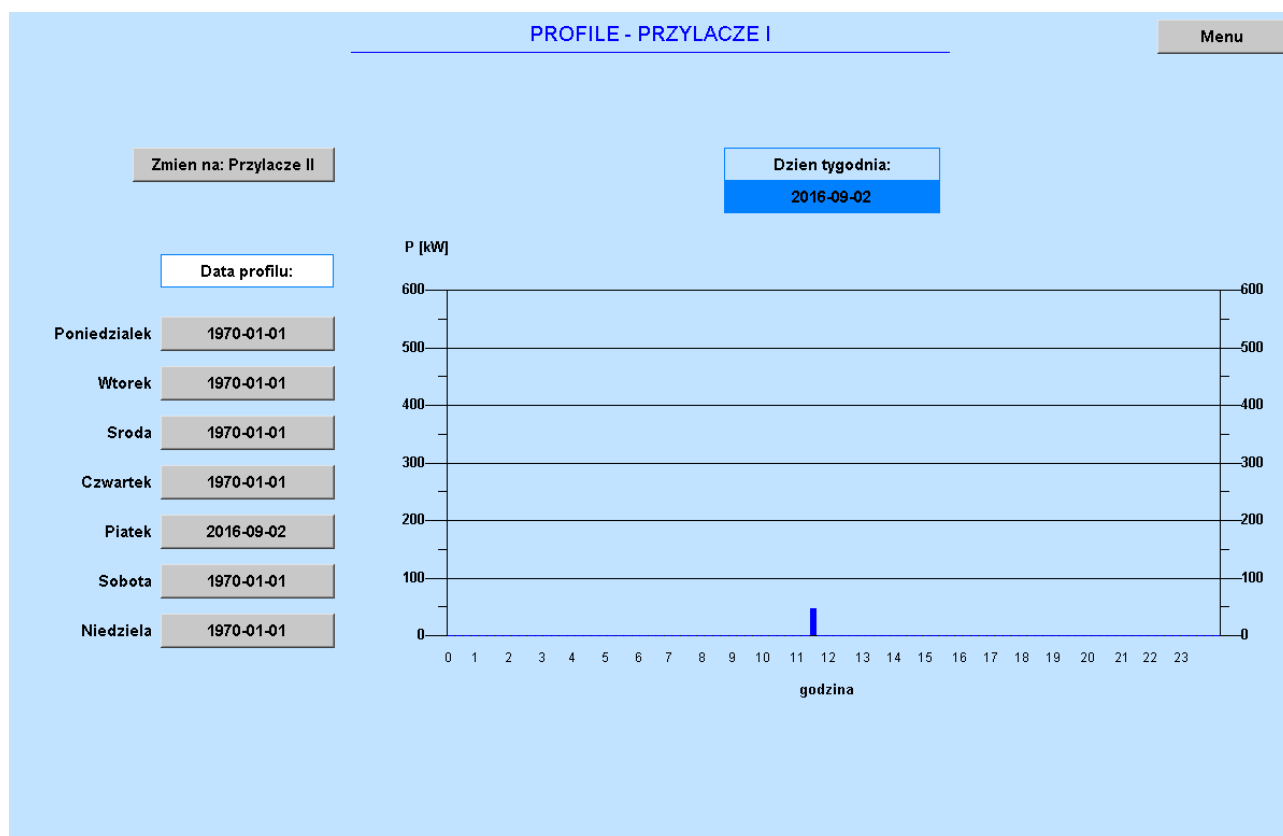 PROFILE - PRZYLACZE I
Menu
Zmien na: Przylacze II
Dzien tygodnia:
2016-09-02
Data profilu:
Poniedzialek 1970-01-01
Wtorek 1970-01-01
Sroda 1970-01-01
Czwartek 1970-01-01
Piatek 2016-09-02
Sobota 1970-01-01
Niedziela 1970-01-01
P [kW]
600 600
500 500
400 400
300 300
200 200
100 100
0 0
0 1 2 3 4 5 6 7 8 9 10 11 12 13 14 15 16 17 18 19 20 21 22 23
godzina